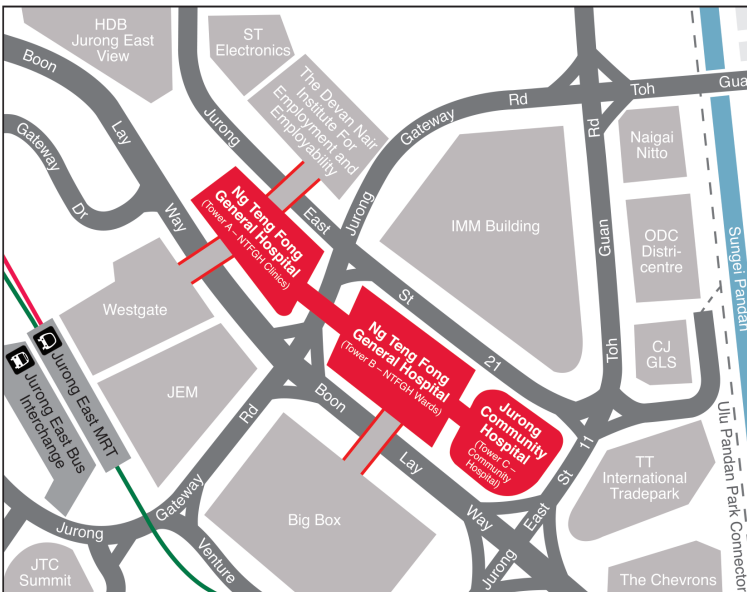 HDB
Jurong East
View
ST
Electronics
The Devan Nair
Institute For
Employment and
Employability
Boon
Lay
Way
Gateway
Dr
Jurong
East
St
21
Jurong
Gateway
Rd
Toh
Gua
Rd
Guan
Toh
Naigai
Nitto
ODC
Distri-
centre
CJ
GLS
Sungei Pandan
Ulu Pandan Park Connector
IMM Building
Ng Teng Fong
General Hospital
(Tower A – NTFGH Clinics)
Ng Teng Fong
General Hospital
(Tower B – NTFGH Wards)
Jurong
Community
Hospital
(Tower C –
Community
Hospital)
Westgate
JEM
Jurong East MRT
Jurong East Bus
Interchange
Rd
Gateway
Jurong
Venture
JTC
Summit
Big Box
Boon
Lay
Way
Jurong
East
St
11
TT
International
Tradepark
The Chevrons